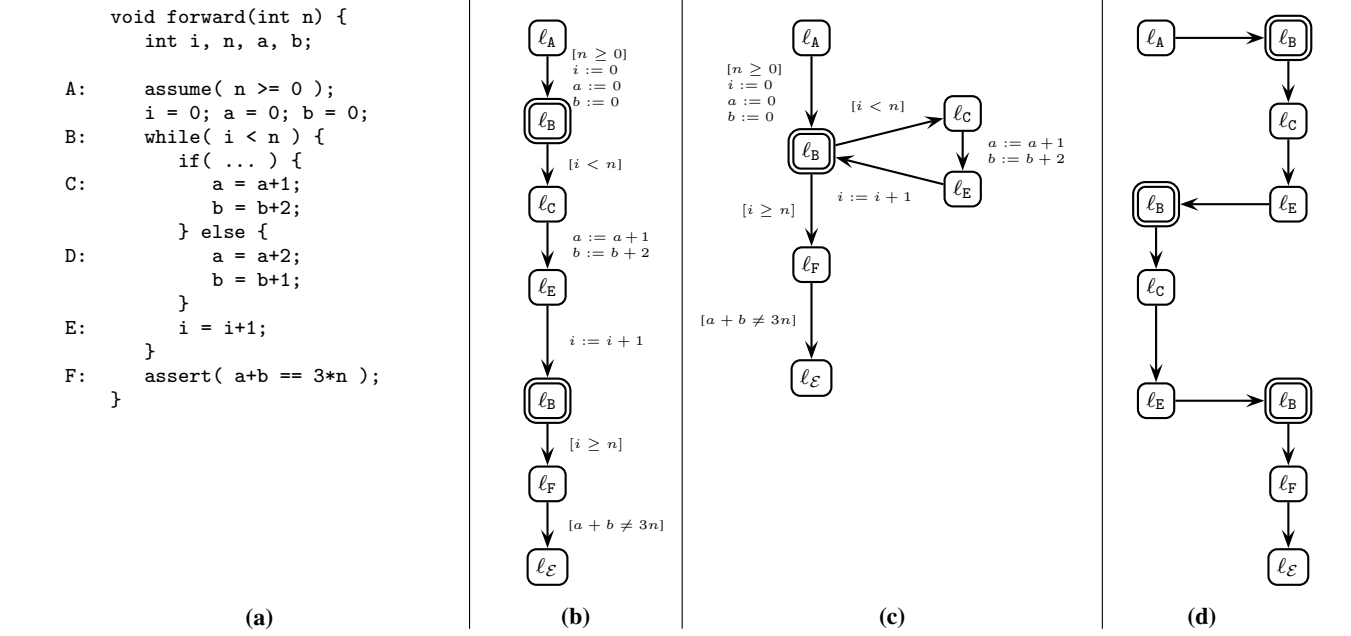 void forward(int n) {
int i, n, a, b;
A: assume( n >= 0 );
i = 0; a = 0; b = 0;
B: while( i < n ) {
if( ... ) {
C: a = a+1;
b = b+2;
} else {
D: a = a+2;
b = b+1;
}
E: i = i+1;
}
F: assert( a+b == 3*n );
}
(a)
ℓA
[n ≥ 0]
i := 0
a := 0
b := 0
ℓB
[i < n]
ℓC
a := a+1
b := b+2
ℓE
i := i + 1
ℓB
[i ≥ n]
ℓF
[a + b ≠ 3n]
ℓℰ
(b)
ℓA
[n ≥ 0]
i := 0
a := 0
b := 0
[i < n]
ℓC
ℓB
a := a+1
b := b+2
ℓE
i := i + 1
[i ≥ n]
ℓF
[a + b ≠ 3n]
ℓℰ
(c)
ℓA
ℓB
ℓC
ℓB
ℓE
ℓC
ℓE
ℓB
ℓF
ℓℰ
(d)